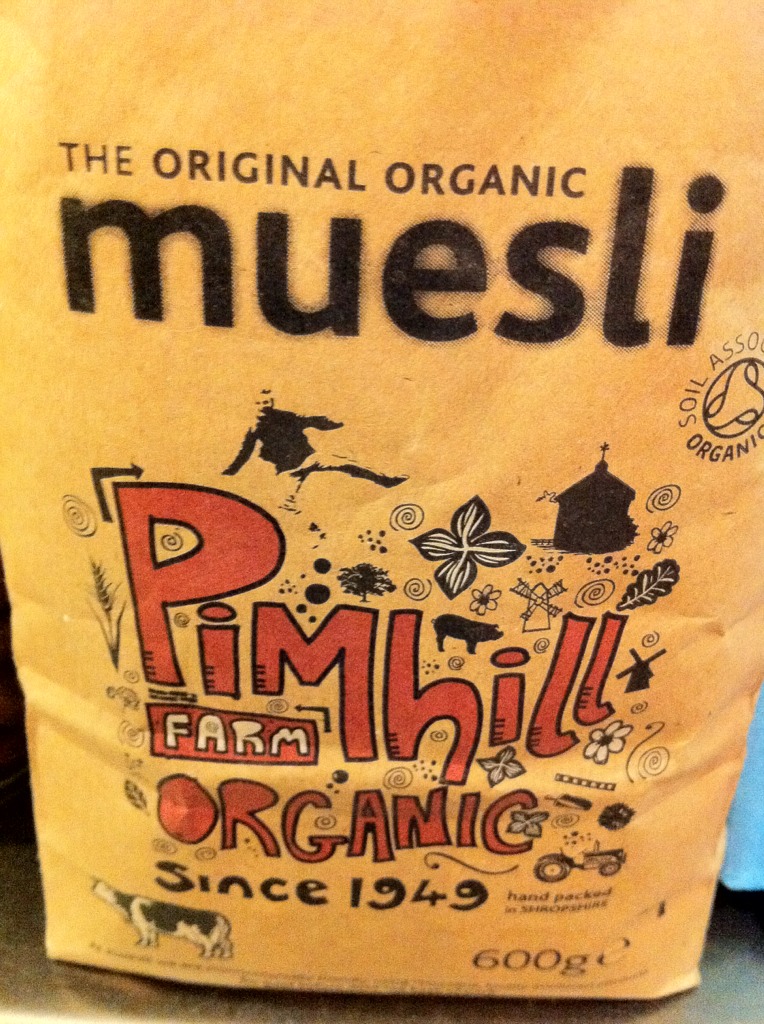 THE ORIGINAL ORGANIC
muesli
SOIL ASSOC
ORGANIC
Pimhill
FARM
ORGANIC
Since 1949
hand packed
in SHROPSHIRE
600g e